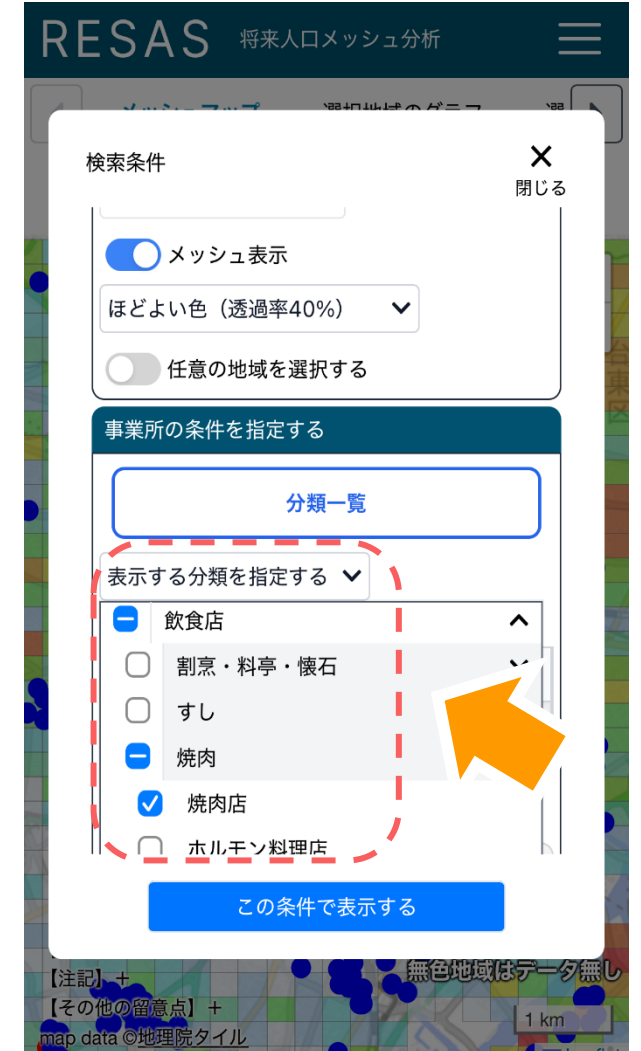 RESAS 将来人口メッシュ分析
メッシュマップ 選択地域のグラフ 選
検索条件
閉じる
メッシュ表示
ほどよい色（透過率40%）
任意の地域を選択する
台東区
事業所の条件を指定する
分類一覧
表示する分類を指定する
飲食店
割烹・料亭・懐石
すし
焼肉
焼肉店
ホルモン料理店
この条件で表示する
無色地域はデータ無し
【注記】＋
【その他の留意点】＋
1 km
map data ©地理院タイル